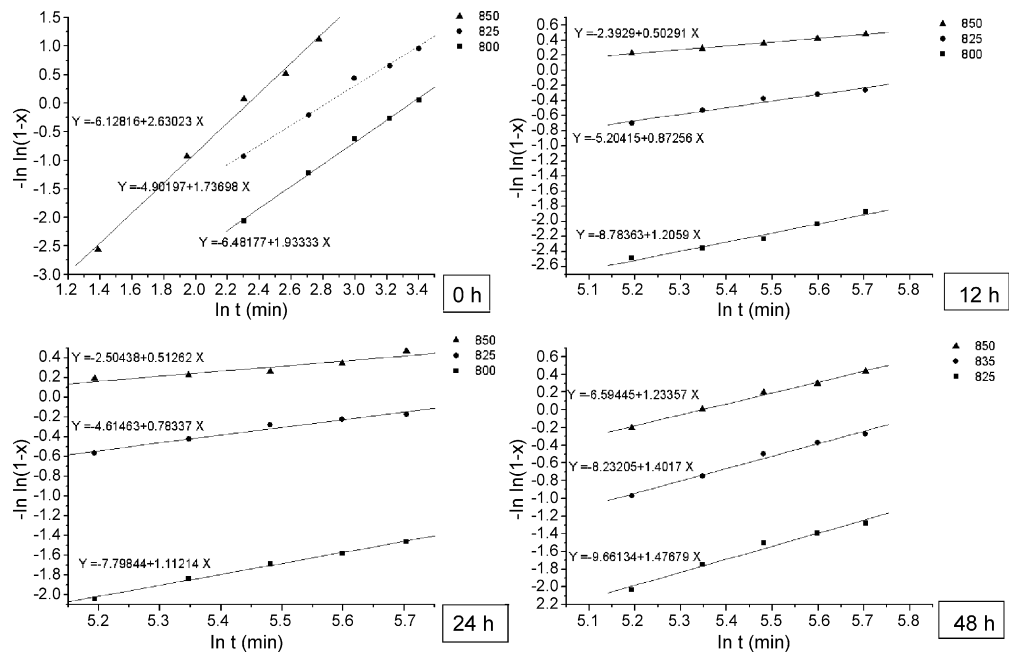 -ln ln(1-x)
1.5
1.0
0.5
0.0
-0.5
-1.0
-1.5
-2.0
-2.5
-3.0
850
825
800
Y =-6.12816+2.63023 X
Y =-4.90197+1.73698 X
Y =-6.48177+1.93333 X
1.2 1.4 1.6 1.8 2.0 2.2 2.4 2.6 2.8 3.0 3.2 3.4
ln t (min)
0 h
-ln ln(1-x)
0.6
0.4
0.2
0.0
-0.2
-0.4
-0.6
-0.8
-1.0
-1.2
-1.4
-1.6
-1.8
-2.0
-2.2
-2.4
-2.6
850
825
800
Y =-2.3929+0.50291 X
Y =-5.20415+0.87256 X
Y =-8.78363+1.2059 X
5.1 5.2 5.3 5.4 5.5 5.6 5.7 5.8
ln t (min)
12 h
-ln ln(1-x)
0.4
0.2
0.0
-0.2
-0.4
-0.6
-0.8
-1.0
-1.2
-1.4
-1.6
-1.8
-2.0
850
825
800
Y =-2.50438+0.51262 X
Y =-4.61463+0.78337 X
Y =-7.79844+1.11214 X
5.2 5.3 5.4 5.5 5.6 5.7
ln t (min)
24 h
-ln ln(1-x)
0.6
0.4
0.2
0.0
-0.2
-0.4
-0.6
-0.8
-1.0
-1.2
-1.4
-1.6
-1.8
-2.0
2.2
850
835
825
Y =-6.59445+1.23357 X
Y =-8.23205+1.4017 X
Y =-9.66134+1.47679 X
5.1 5.2 5.3 5.4 5.5 5.6 5.7 5.8
ln t (min)
48 h